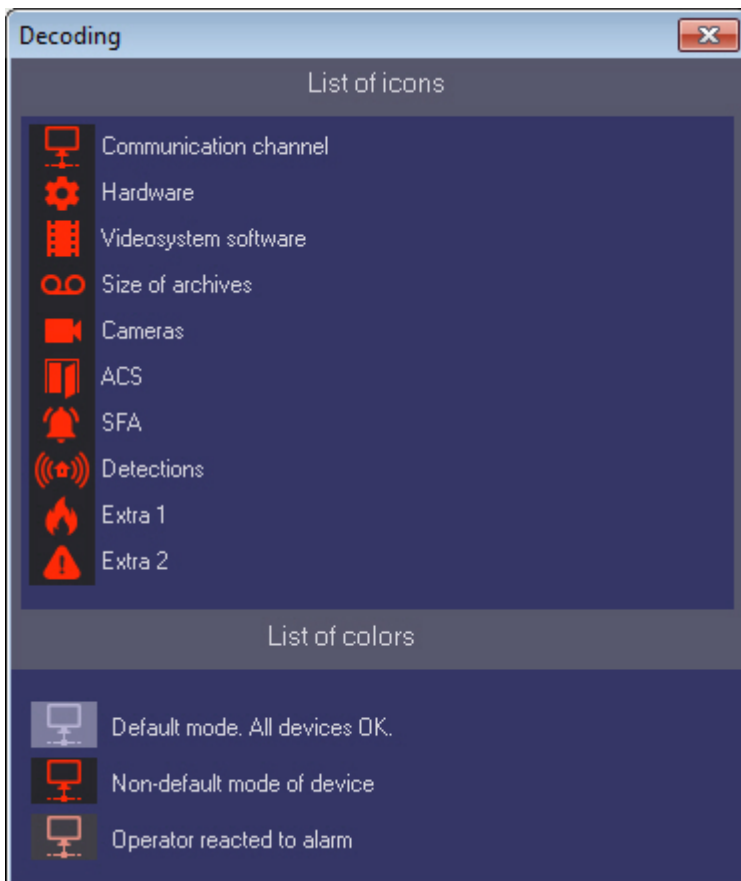 Decoding
List of icons
Communication channel
Hardware
Videosystem software
Size of archives
Cameras
ACS
SFA
Detections
Extra 1
Extra 2
List of colors
Default mode. All devices OK.
Non-default mode of device
Operator reacted to alarm